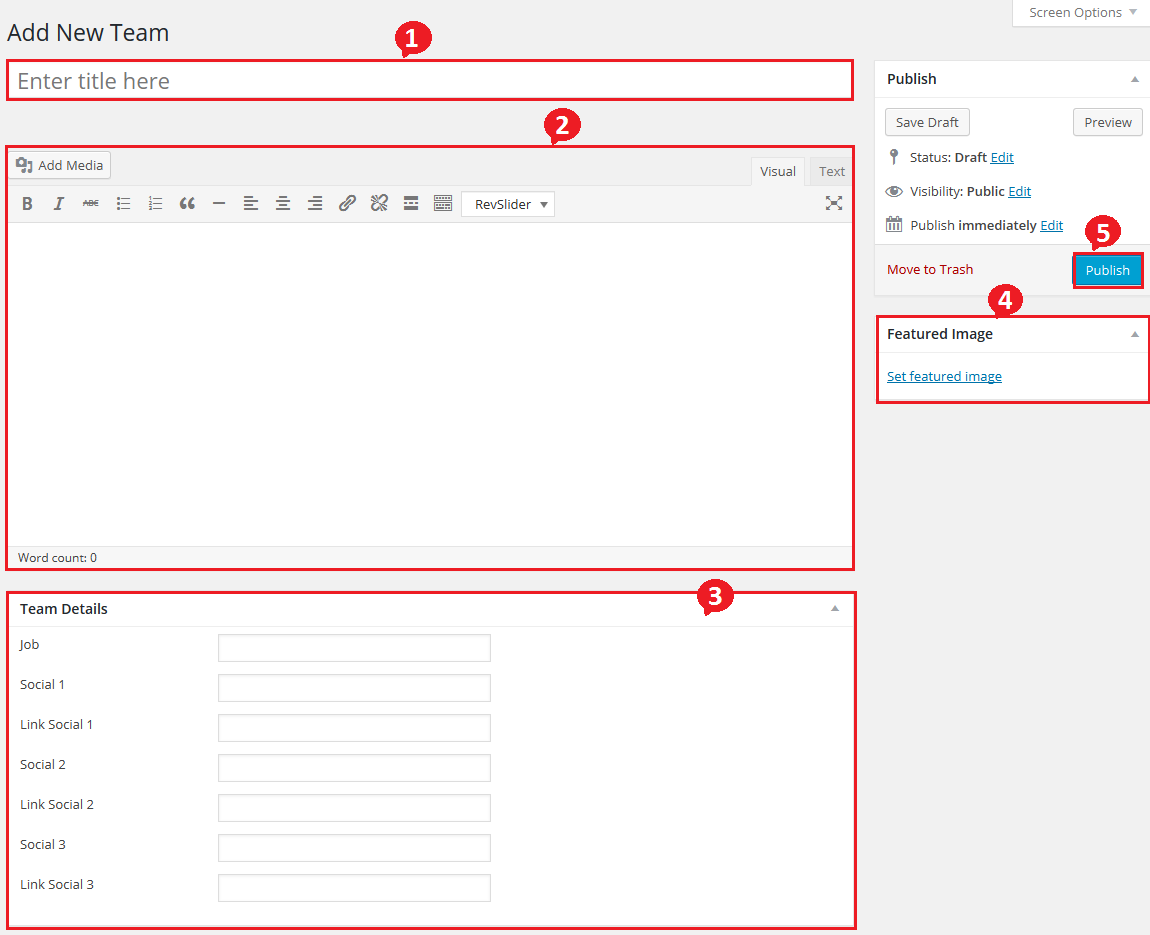 Screen Options
Add New Team
1
Enter title here
2
Add Media
Visual Text
B I ABC RevSlider
Word count: 0
3
Team Details
Job
Social 1
Link Social 1
Social 2
Link Social 2
Social 3
Link Social 3
Publish
Save Draft Preview
Status: Draft Edit
Visibility: Public Edit
Publish immediately Edit
5
Move to Trash Publish
4
Featured Image
Set featured image